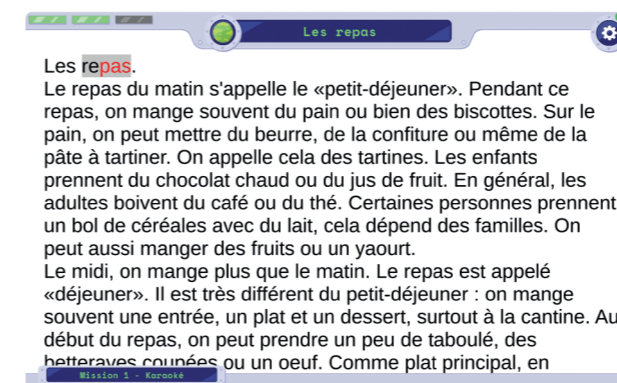 Les repas
Les repas.
Le repas du matin s'appelle le «petit-déjeuner». Pendant ce
repas, on mange souvent du pain ou bien des biscottes. Sur le
pain, on peut mettre du beurre, de la confiture ou même de la
pâte à tartiner. On appelle cela des tartines. Les enfants
prennent du chocolat chaud ou du jus de fruit. En général, les
adultes boivent du café ou du thé. Certaines personnes prennent
un bol de céréales avec du lait, cela dépend des familles. On
peut aussi manger des fruits ou un yaourt.
Le midi, on mange plus que le matin. Le repas est appelé
«déjeuner». Il est très différent du petit-déjeuner : on mange
souvent une entrée, un plat et un dessert, surtout à la cantine. Au
début du repas, on peut prendre un peu de taboulé, des
betteraves coupées ou un oeuf. Comme plat principal, en
Mission 1 - Karaoké